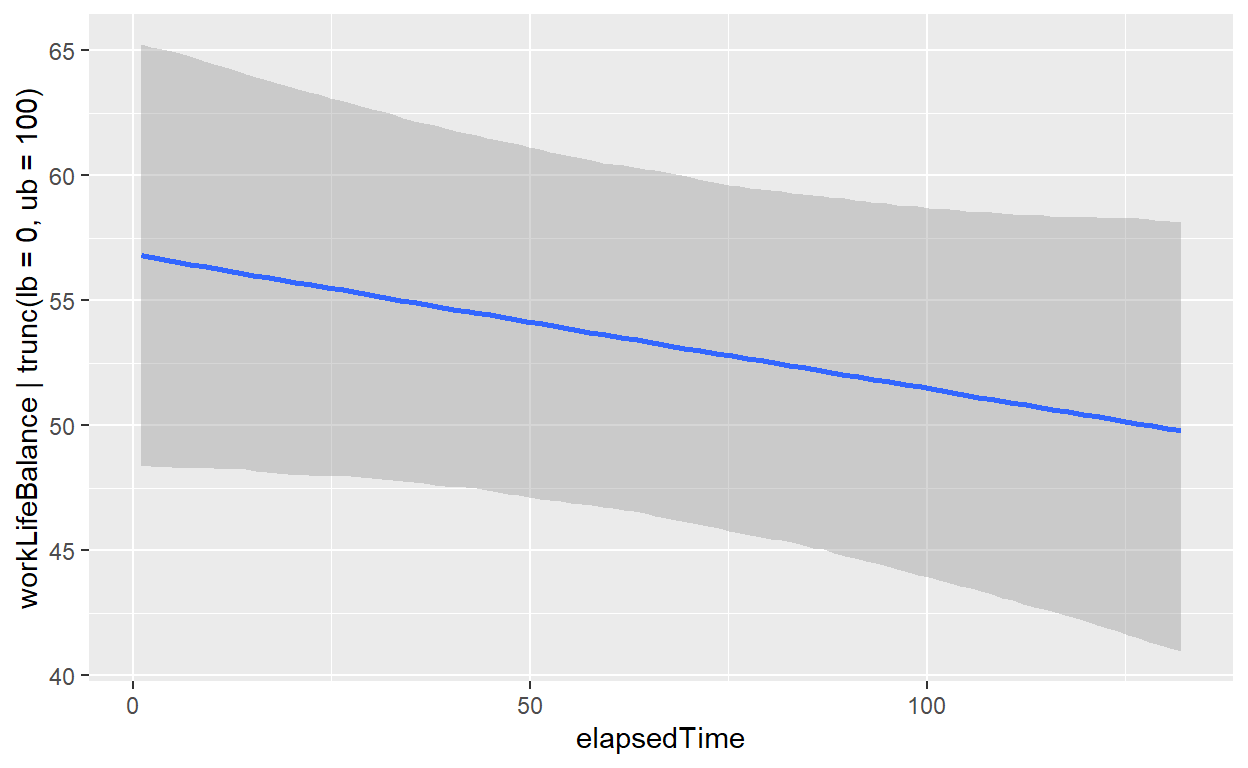 workLifeBalance | trunc(lb = 0, ub = 100)
65
60
55
50
45
40
0 50 100
elapsedTime